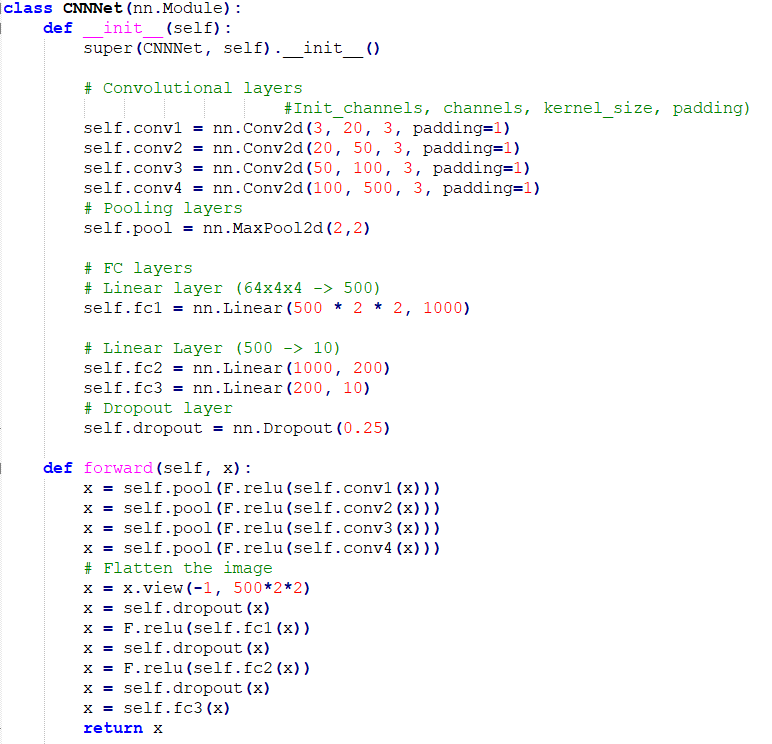 class CNNNet(nn.Module):
    def __init__(self):
        super(CNNNet, self).__init__()

        # Convolutional layers
                            #Init_channels, channels, kernel_size, padding)
        self.conv1 = nn.Conv2d(3, 20, 3, padding=1)
        self.conv2 = nn.Conv2d(20, 50, 3, padding=1)
        self.conv3 = nn.Conv2d(50, 100, 3, padding=1)
        self.conv4 = nn.Conv2d(100, 500, 3, padding=1)
        # Pooling layers
        self.pool = nn.MaxPool2d(2,2)

        # FC layers
        # Linear layer (64x4x4 -> 500)
        self.fc1 = nn.Linear(500 * 2 * 2, 1000)

        # Linear Layer (500 -> 10)
        self.fc2 = nn.Linear(1000, 200)
        self.fc3 = nn.Linear(200, 10)
        # Dropout layer
        self.dropout = nn.Dropout(0.25)

    def forward(self, x):
        x = self.pool(F.relu(self.conv1(x)))
        x = self.pool(F.relu(self.conv2(x)))
        x = self.pool(F.relu(self.conv3(x)))
        x = self.pool(F.relu(self.conv4(x)))
        # Flatten the image
        x = x.view(-1, 500*2*2)
        x = self.dropout(x)
        x = F.relu(self.fc1(x))
        x = self.dropout(x)
        x = F.relu(self.fc2(x))
        x = self.dropout(x)
        x = self.fc3(x)
        return x